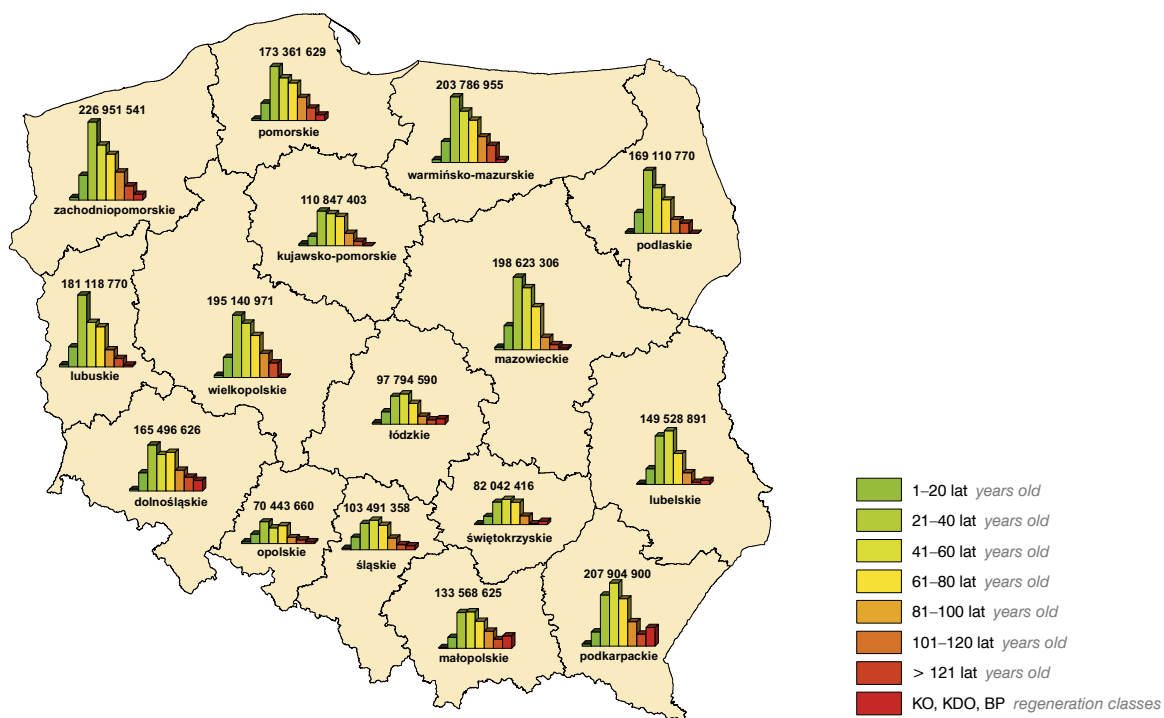 173 361 629
pomorskie
203 786 955
warmińsko-mazurskie
226 951 541
zachodniopomorskie
169 110 770
podlaskie
110 847 403
kujawsko-pomorskie
198 623 306
mazowieckie
181 118 770
lubuskie
195 140 971
wielkopolskie
97 794 590
łódzkie
149 528 891
lubelskie
165 496 626
dolnośląskie
70 443 660
opolskie
103 491 358
śląskie
82 042 416
świętokrzyskie
133 568 625
małopolskie
207 904 900
podkarpackie
1–20 lat years old
21–40 lat years old
41–60 lat years old
61–80 lat years old
81–100 lat years old
101–120 lat years old
> 121 lat years old
KO, KDO, BP regeneration classes